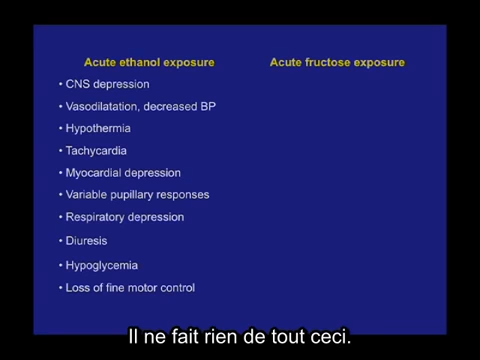 Acute ethanol exposure Acute fructose exposure
• CNS depression
• Vasodilatation, decreased BP
• Hypothermia
• Tachycardia
• Myocardial depression
• Variable pupillary responses
• Respiratory depression
• Diuresis
• Hypoglycemia
• Loss of fine motor control
Il ne fait rien de tout ceci.